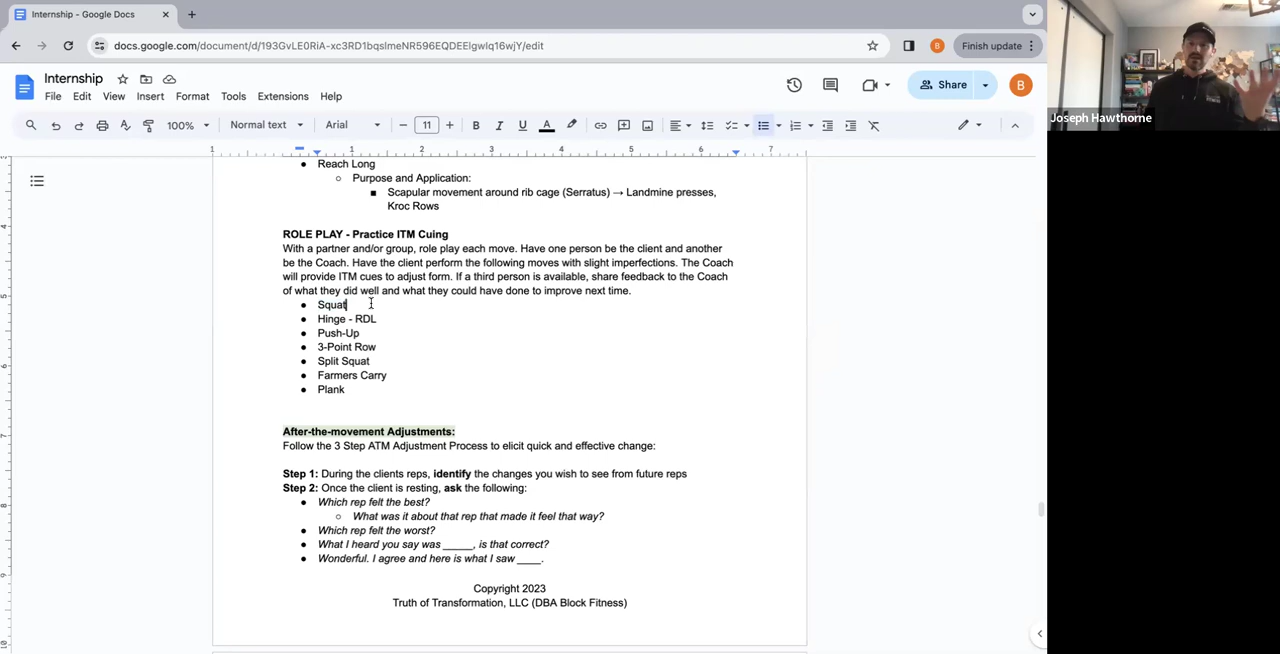 Internship - Google Docs
docs.google.com/document/d/193GvLE0RiA-xc3RD1bqslmeNR596EQDEElgwlq16wjY/edit
B
Finish update
Internship
File Edit View Insert Format Tools Extensions Help
Share
B
100% Normal text Arial 11 B I U A
1 1 2 3 4 5 6 7
Reach Long
Purpose and Application:
Scapular movement around rib cage (Serratus) → Landmine presses,
Kroc Rows
ROLE PLAY - Practice ITM Cuing
With a partner and/or group, role play each move. Have one person be the client and another
be the Coach. Have the client perform the following moves with slight imperfections. The Coach
will provide ITM cues to adjust form. If a third person is available, share feedback to the Coach
of what they did well and what they could have done to improve next time.
Squat
Hinge - RDL
Push-Up
3-Point Row
Split Squat
Farmers Carry
Plank
After-the-movement Adjustments:
Follow the 3 Step ATM Adjustment Process to elicit quick and effective change:
Step 1: During the clients reps, identify the changes you wish to see from future reps
Step 2: Once the client is resting, ask the following:
Which rep felt the best?
What was it about that rep that made it feel that way?
Which rep felt the worst?
What I heard you say was _____, is that correct?
Wonderful. I agree and here is what I saw ____.
Copyright 2023
Truth of Transformation, LLC (DBA Block Fitness)
Joseph Hawthorne